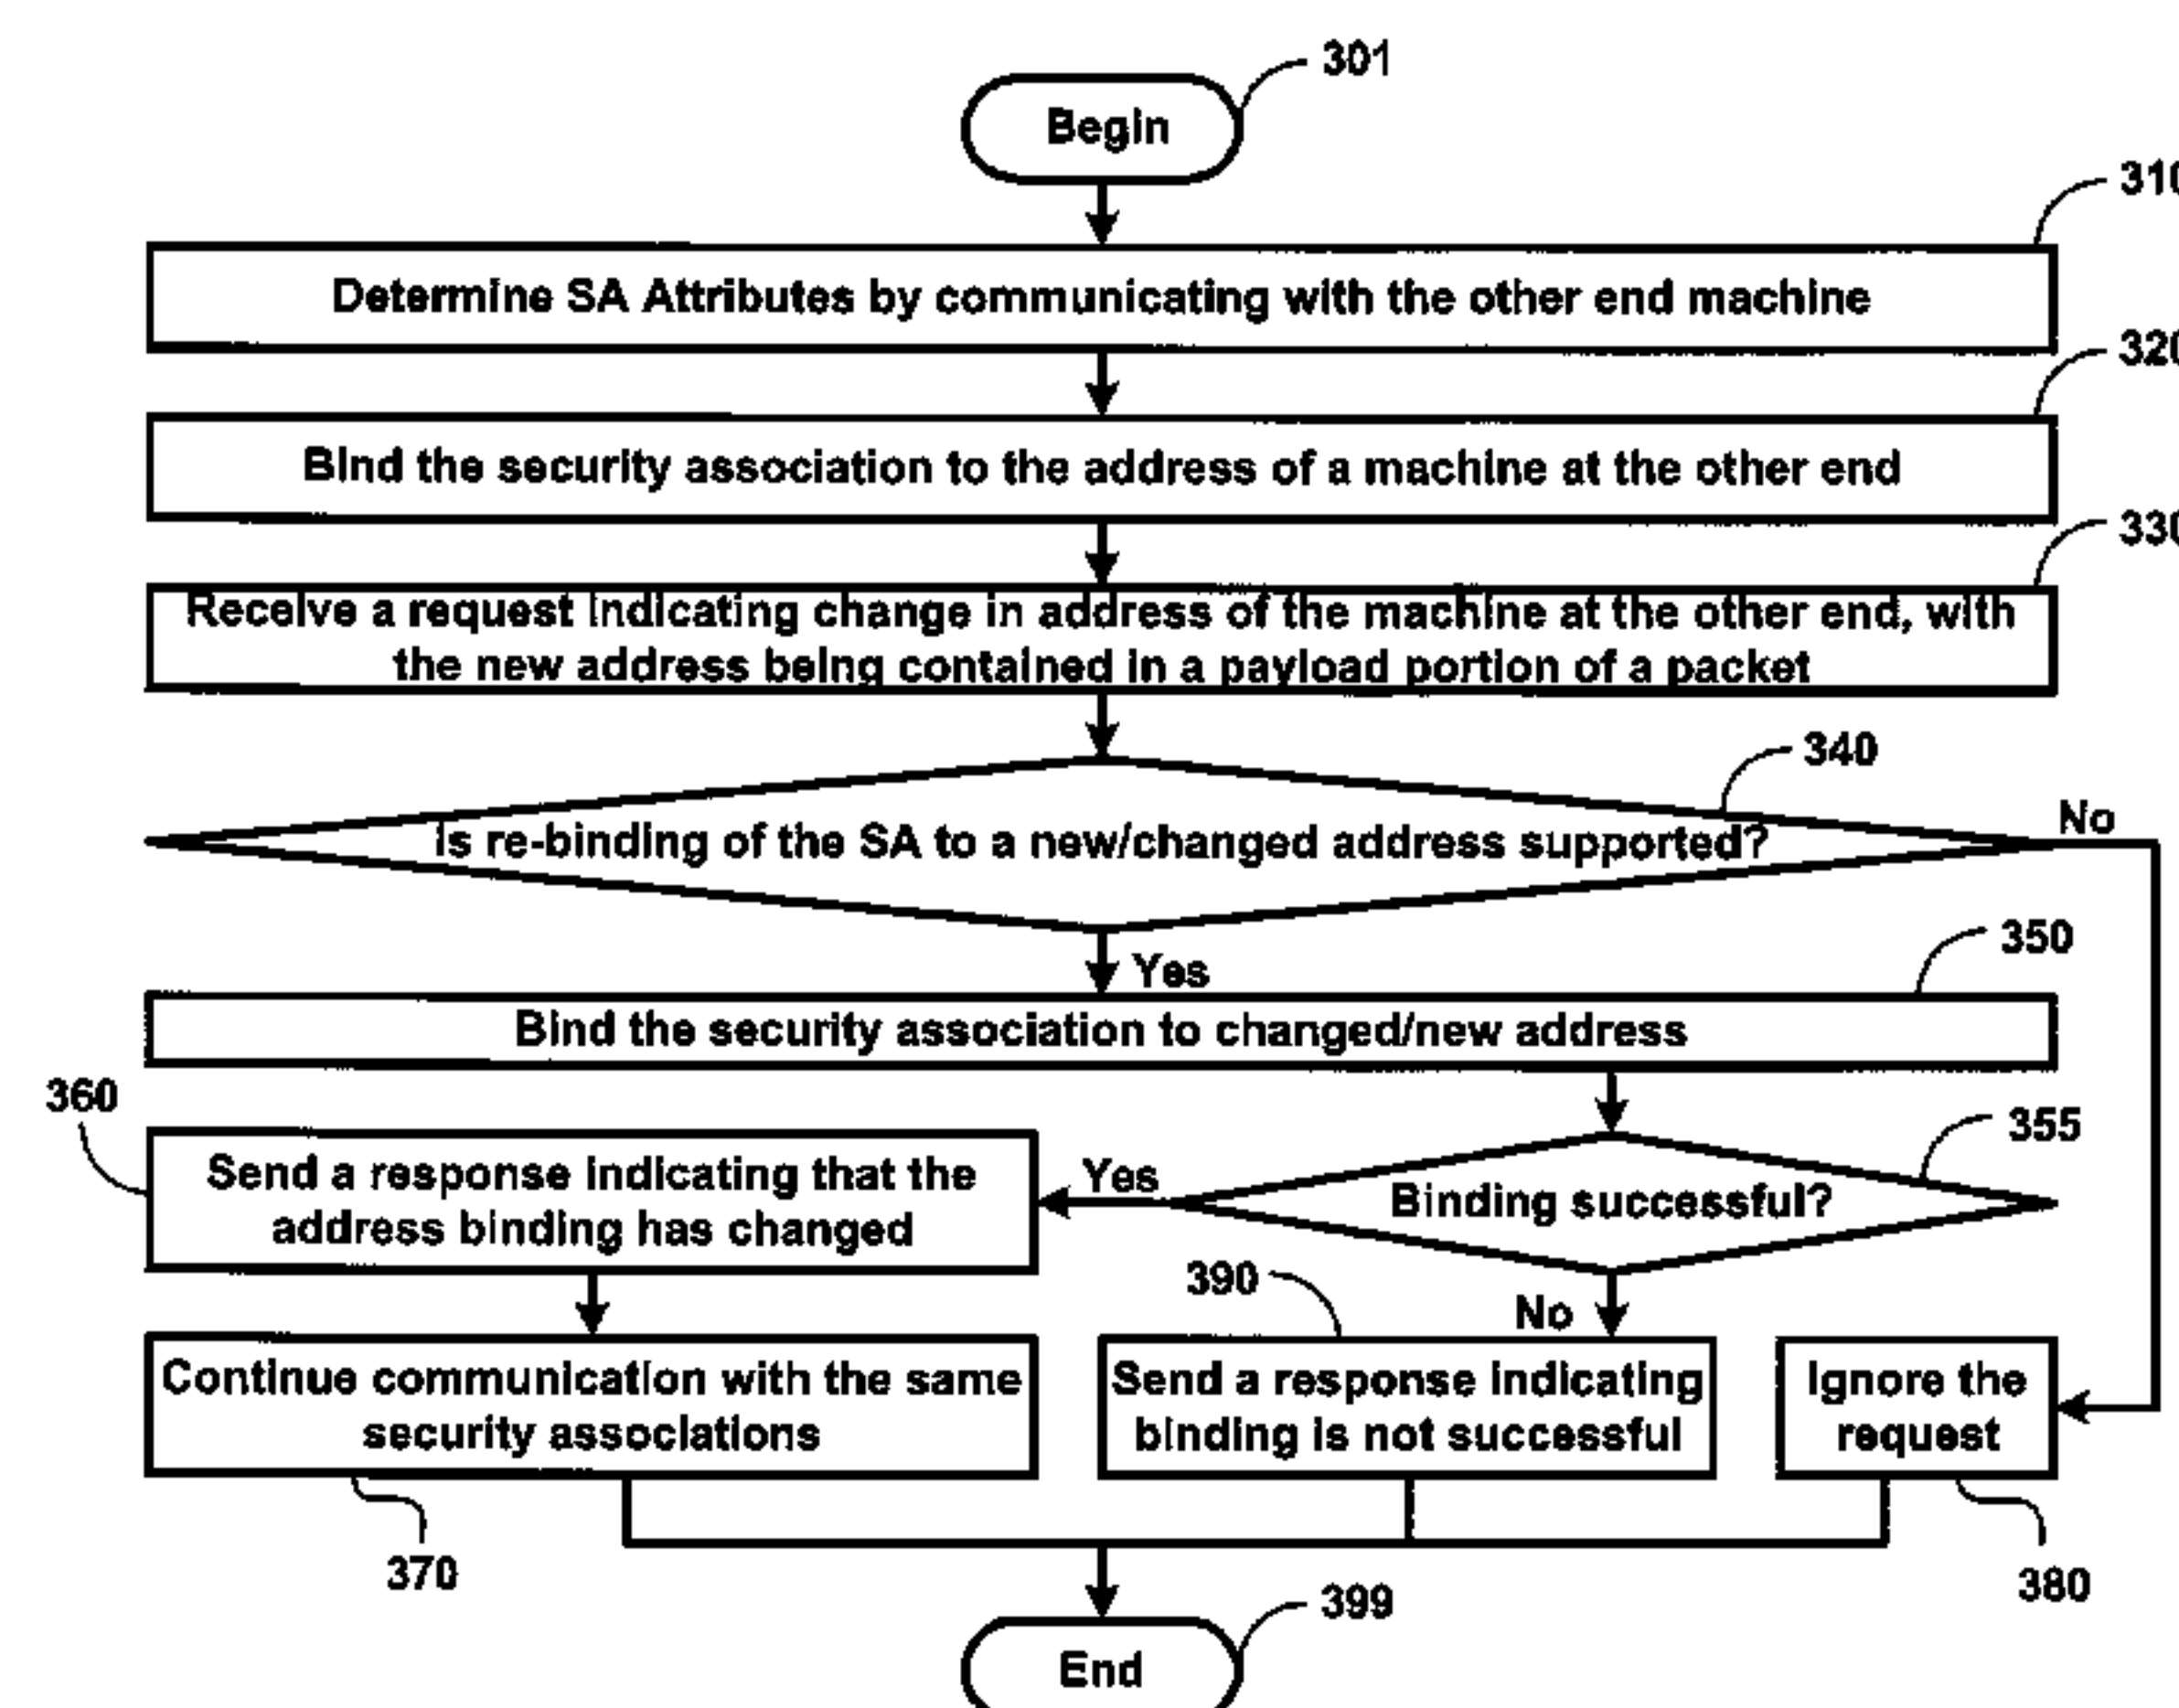 301
Begin
310
Determine SA Attributes by communicating with the other end machine
320
Bind the security association to the address of a machine at the other end
330
Receive a request indicating change in address of the machine at the other end, with
the new address being contained in a payload portion of a packet
340
Is re-binding of the SA to a new/changed address supported?
No
Yes
350
Bind the security association to changed/new address
360
355
Send a response indicating that the
address binding has changed
Yes
Binding successful?
390
No
Continue communication with the same
security associations
Send a response indicating
binding is not successful
Ignore the
request
370
380
399
End